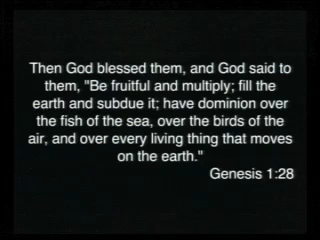 Then God blessed them, and God said to
them, "Be fruitful and multiply; fill the
earth and subdue it; have dominion over
the fish of the sea, over the birds of the
air, and over every living thing that moves
on the earth."
Genesis 1:28